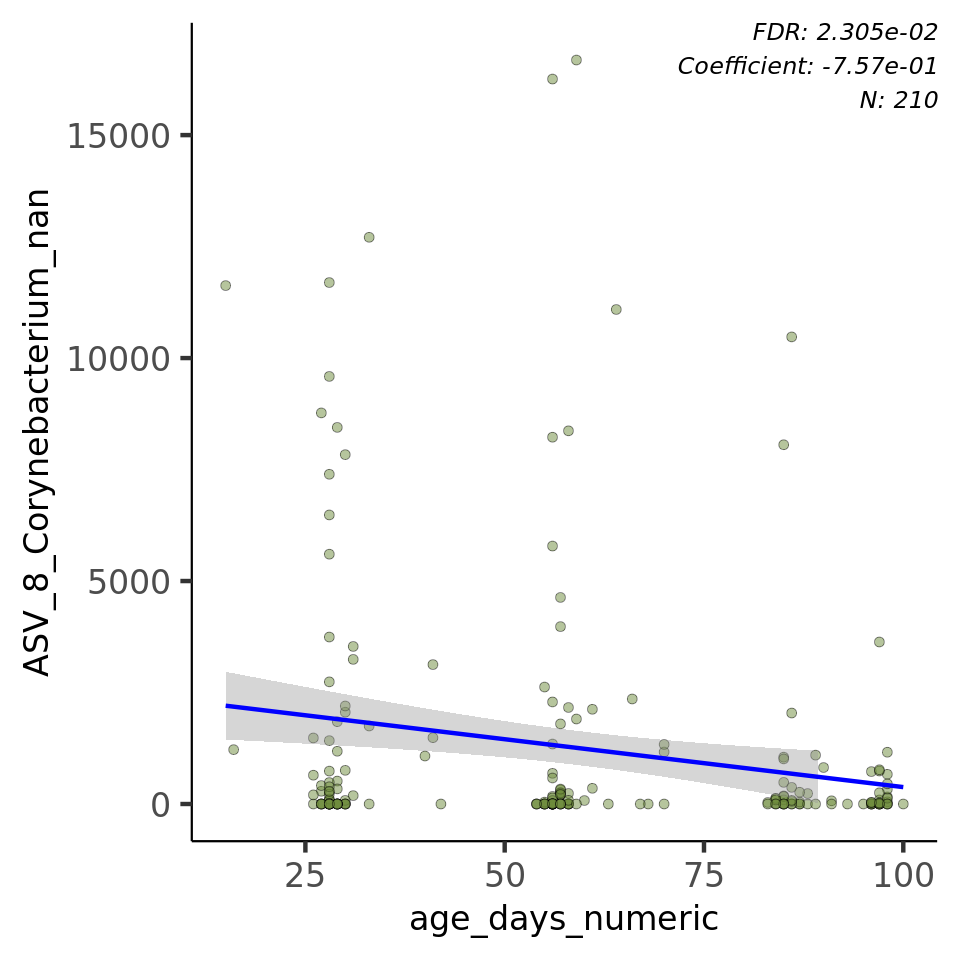 FDR: 2.305e-02
Coefficient: -7.57e-01
N: 210
15000
10000
5000
0
ASV_8_Corynebacterium_nan
25 50 75 100
age_days_numeric